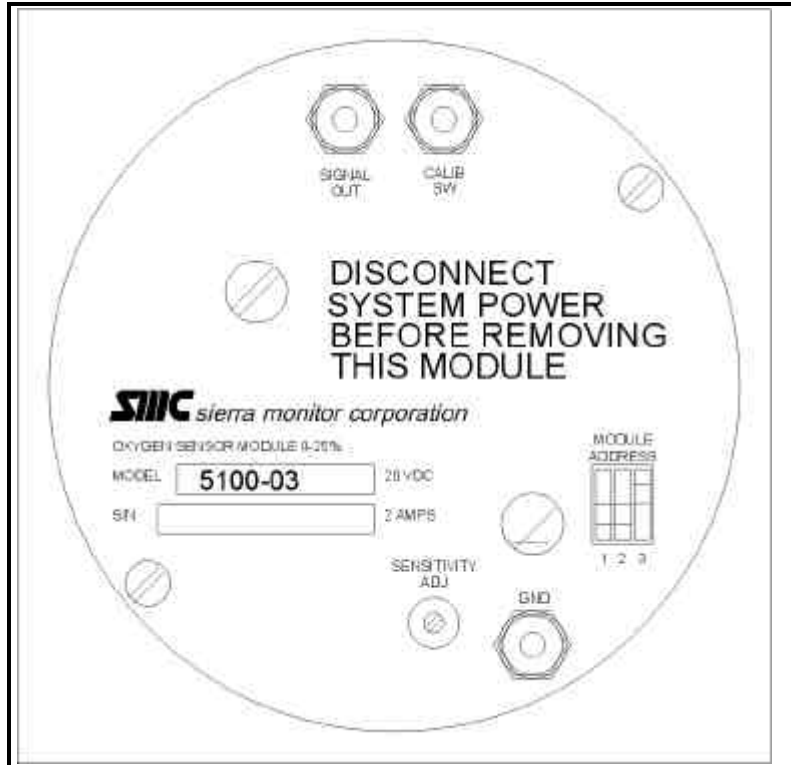 SIGNAL
OUT
CALIB
SW
DISCONNECT
SYSTEM POWER
BEFORE REMOVING
THIS MODULE
SMC sierra monitor corporation
OXYGEN SENSOR MODULE 0-25%
MODEL 5100-03 28 VDC
S/N 2 AMPS
MODULE
ADDRESS
1 2 3
SENSITIVITY
ADJ
GND